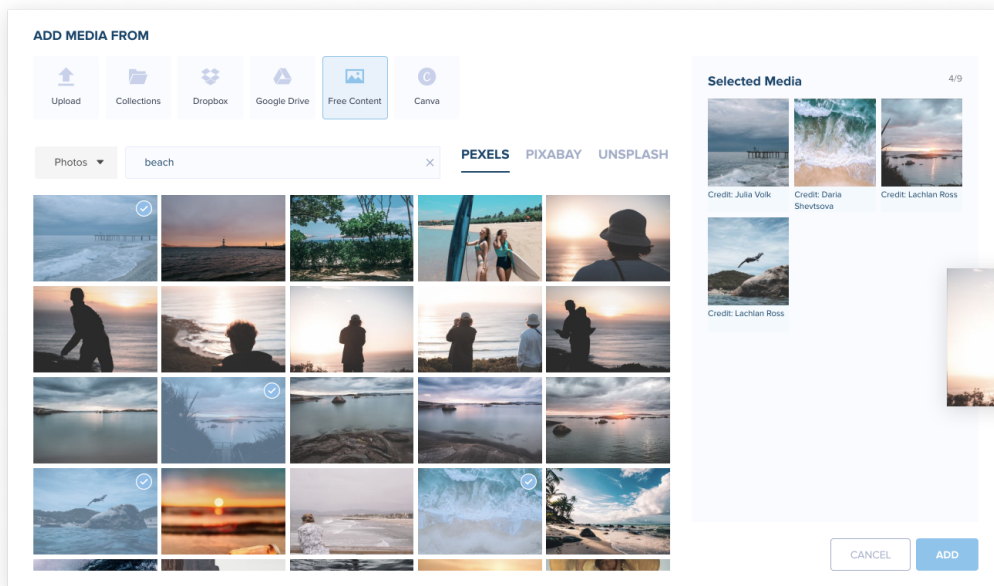 ADD MEDIA FROM
Upload
Collections
Dropbox
Google Drive
Free Content
C
Canva
Photos
beach
PEXELS
PIXABAY
UNSPLASH
Selected Media
4/9
Credit: Julia Volk
Credit: Daria
Shevtsova
Credit: Lachlan Ross
Credit: Lachlan Ross
CANCEL
ADD